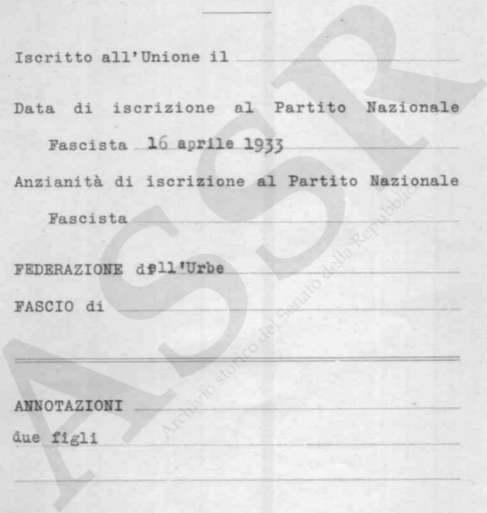 Iscritto all'Unione il
Data di iscrizione al Partito Nazionale
Fascista 16 aprile 1933
Anzianità di iscrizione al Partito Nazionale
Fascista
FEDERAZIONE dell'Urbe
FASCIO di
ANNOTAZIONI
due figli
ASSR
Archivio storico del Senato della Repubblica